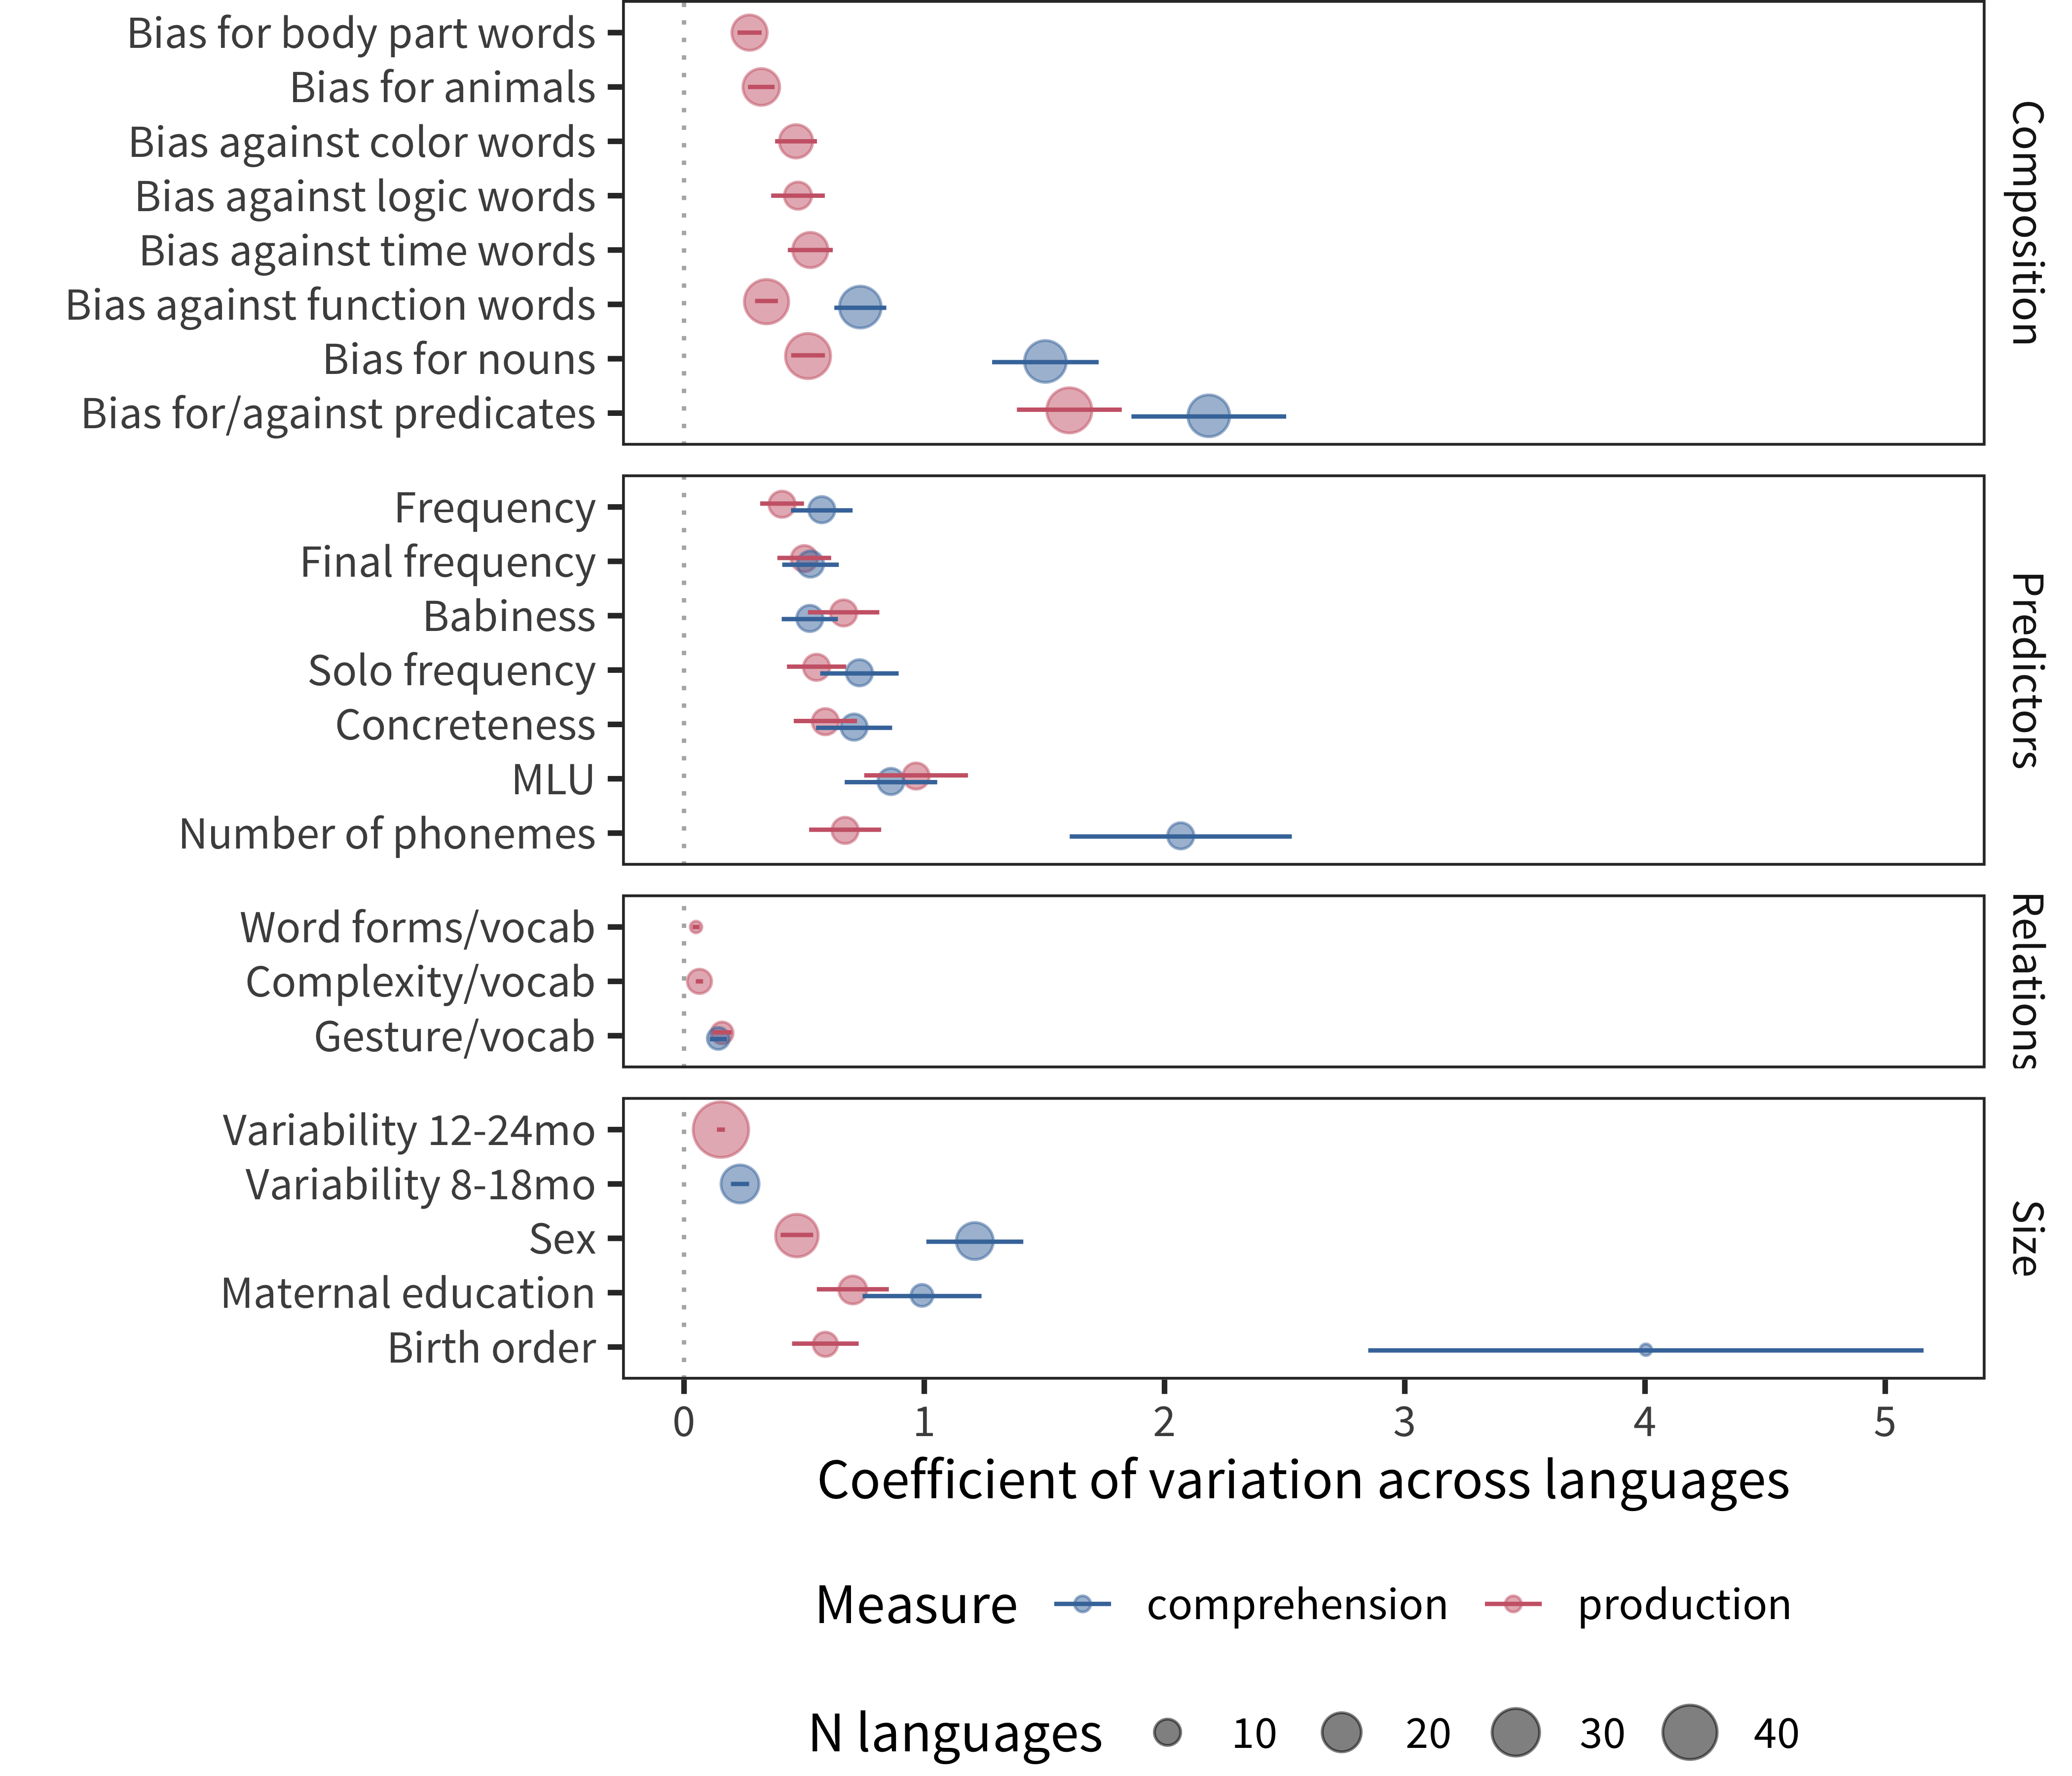 Bias for body part words
Bias for animals
Bias against color words
Bias against logic words
Bias against time words
Bias against function words
Bias for nouns
Bias for/against predicates
Composition
Frequency
Final frequency
Babiness
Solo frequency
Concreteness
MLU
Number of phonemes
Predictors
Word forms/vocab
Complexity/vocab
Gesture/vocab
Relations
Variability 12-24mo
Variability 8-18mo
Sex
Maternal education
Birth order
Size
0 1 2 3 4 5
Coefficient of variation across languages
Measure comprehension production
N languages 10 20 30 40